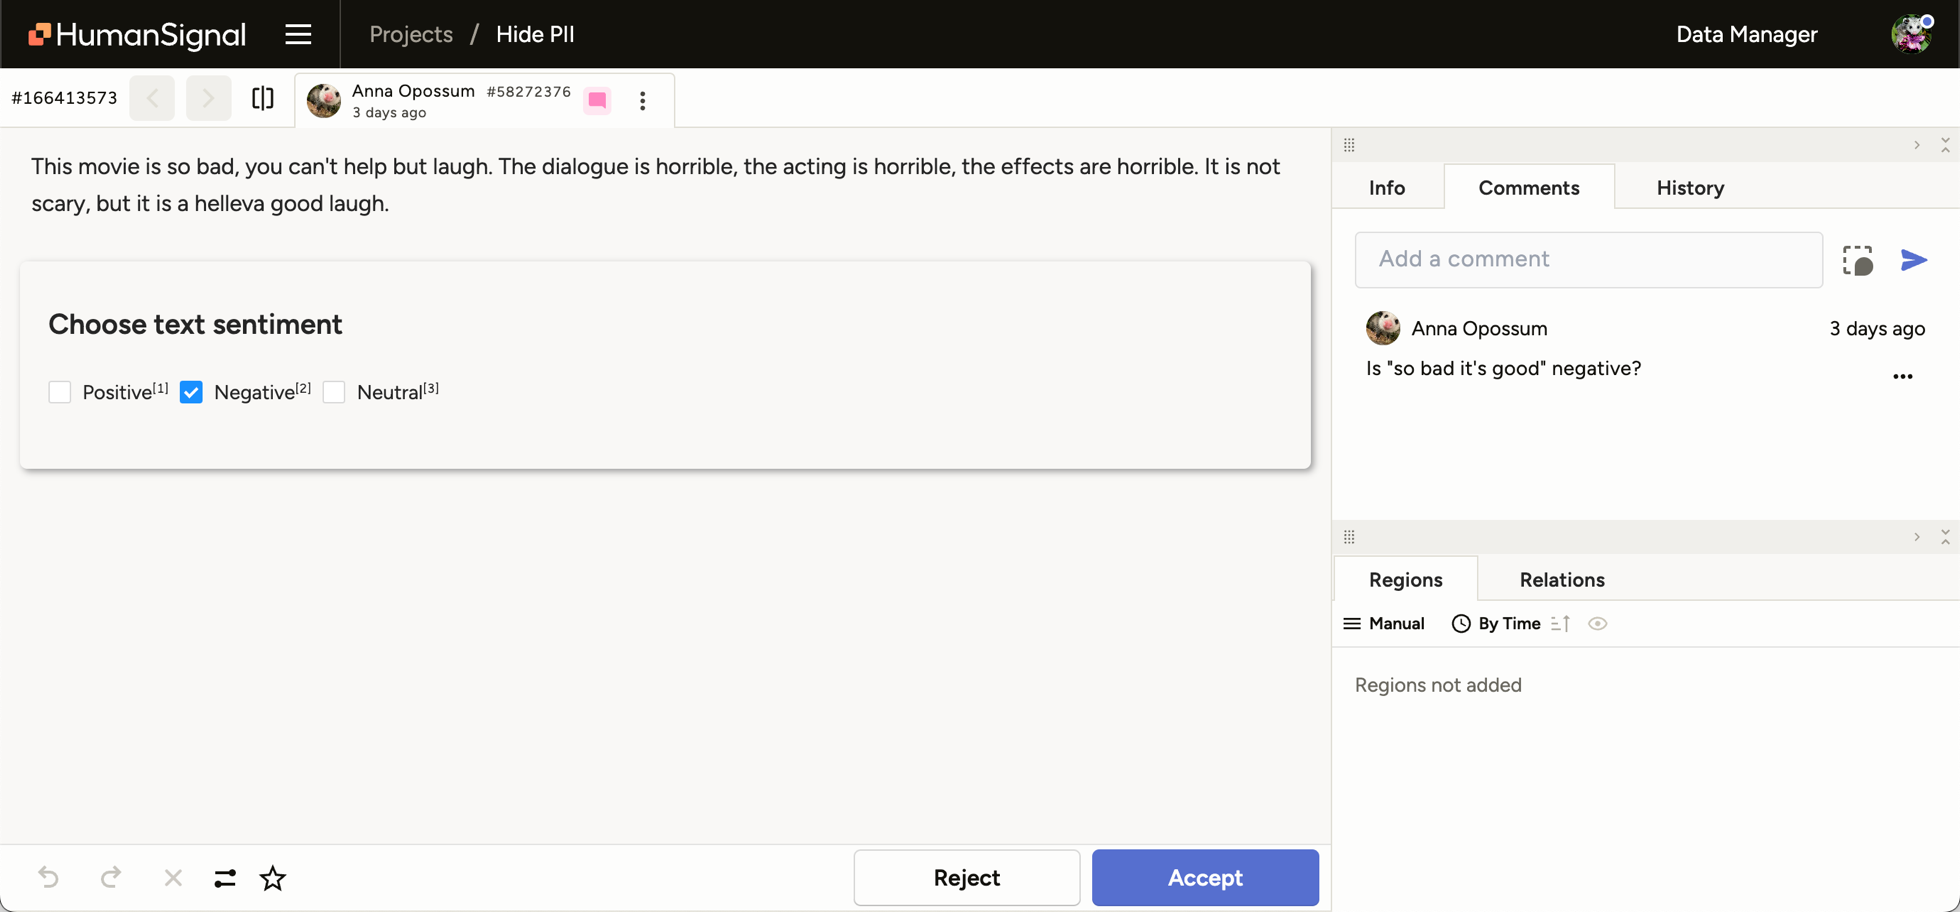 HumanSignal
Projects / Hide PII
Data Manager
#166413573
Anna Opossum #58272376
3 days ago
This movie is so bad, you can't help but laugh. The dialogue is horrible, the acting is horrible, the effects are horrible. It is not
scary, but it is a helleva good laugh.
Choose text sentiment
Positive[1] Negative[2] Neutral[3]
Info Comments History
Add a comment
Anna Opossum 3 days ago
Is "so bad it's good" negative?
Regions Relations
Manual By Time
Regions not added
Reject Accept